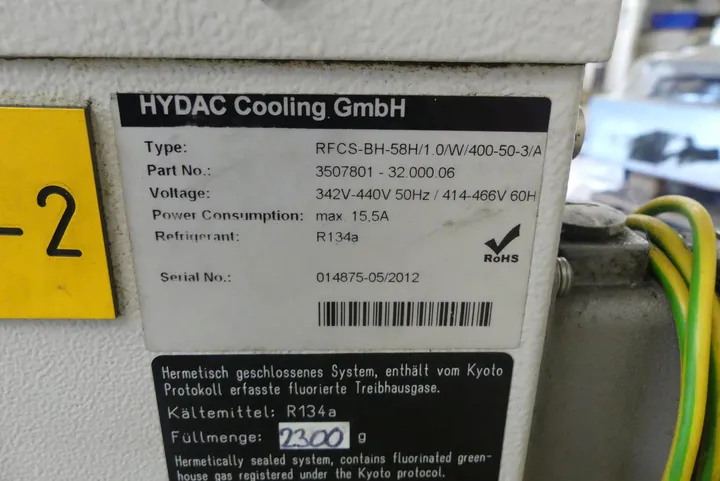 HYDAC Cooling GmbH
Type: RFCS-BH-58H/1.0/W/400-50-3/A
Part No.: 3507801 - 32.000.06
Voltage: 342V-440V 50Hz / 414-466V 60H
Power Consumption: max. 15,5A
Refrigerant: R134a
RoHS
Serial No.: 014875-05/2012
-2
Hermetisch geschlossenes System, enthält vom Kyoto
Protokoll erfasste fluorierte Treibhausgase.
Kältemittel: R134a
Füllmenge: 2300 g
Hermetically sealed system, contains fluorinated green-
house gas registered under the Kyoto protocol.